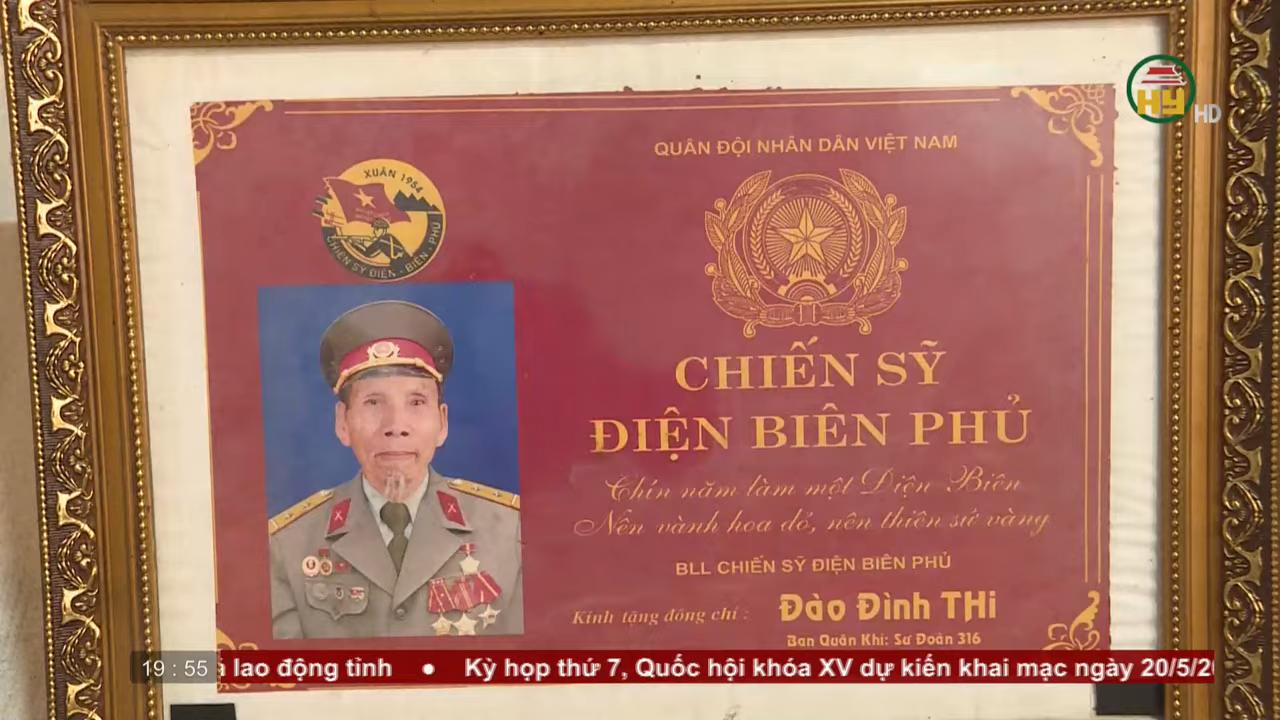 HY HD
QUÂN ĐỘI NHÂN DÂN VIỆT NAM
XUÂN 1954
CHIẾN SỸ ĐIỆN - BIÊN - PHỦ
CHIẾN SỸ
ĐIỆN BIÊN PHỦ
Chín năm làm một Điện Biên
Nên vành hoa đỏ, nên thiên sử vàng
BLL CHIẾN SỸ ĐIỆN BIÊN PHỦ
Kính tặng đồng chí : Đào Đình THi
Ban Quân Khí: Sư Đoàn 316
19 : 55 lao động tỉnh ● Kỳ họp thứ 7, Quốc hội khóa XV dự kiến khai mạc ngày 20/5/20